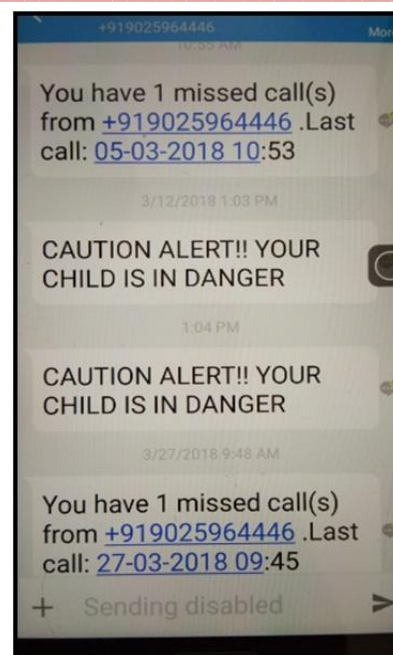 +919025964446
More
10:55 AM
You have 1 missed call(s)
from +919025964446 .Last
call: 05-03-2018 10:53
3/12/2018 1:03 PM
CAUTION ALERT!! YOUR
CHILD IS IN DANGER
1:04 PM
CAUTION ALERT!! YOUR
CHILD IS IN DANGER
3/27/2018 9:48 AM
You have 1 missed call(s)
from +919025964446 .Last
call: 27-03-2018 09:45
+ Sending disabled